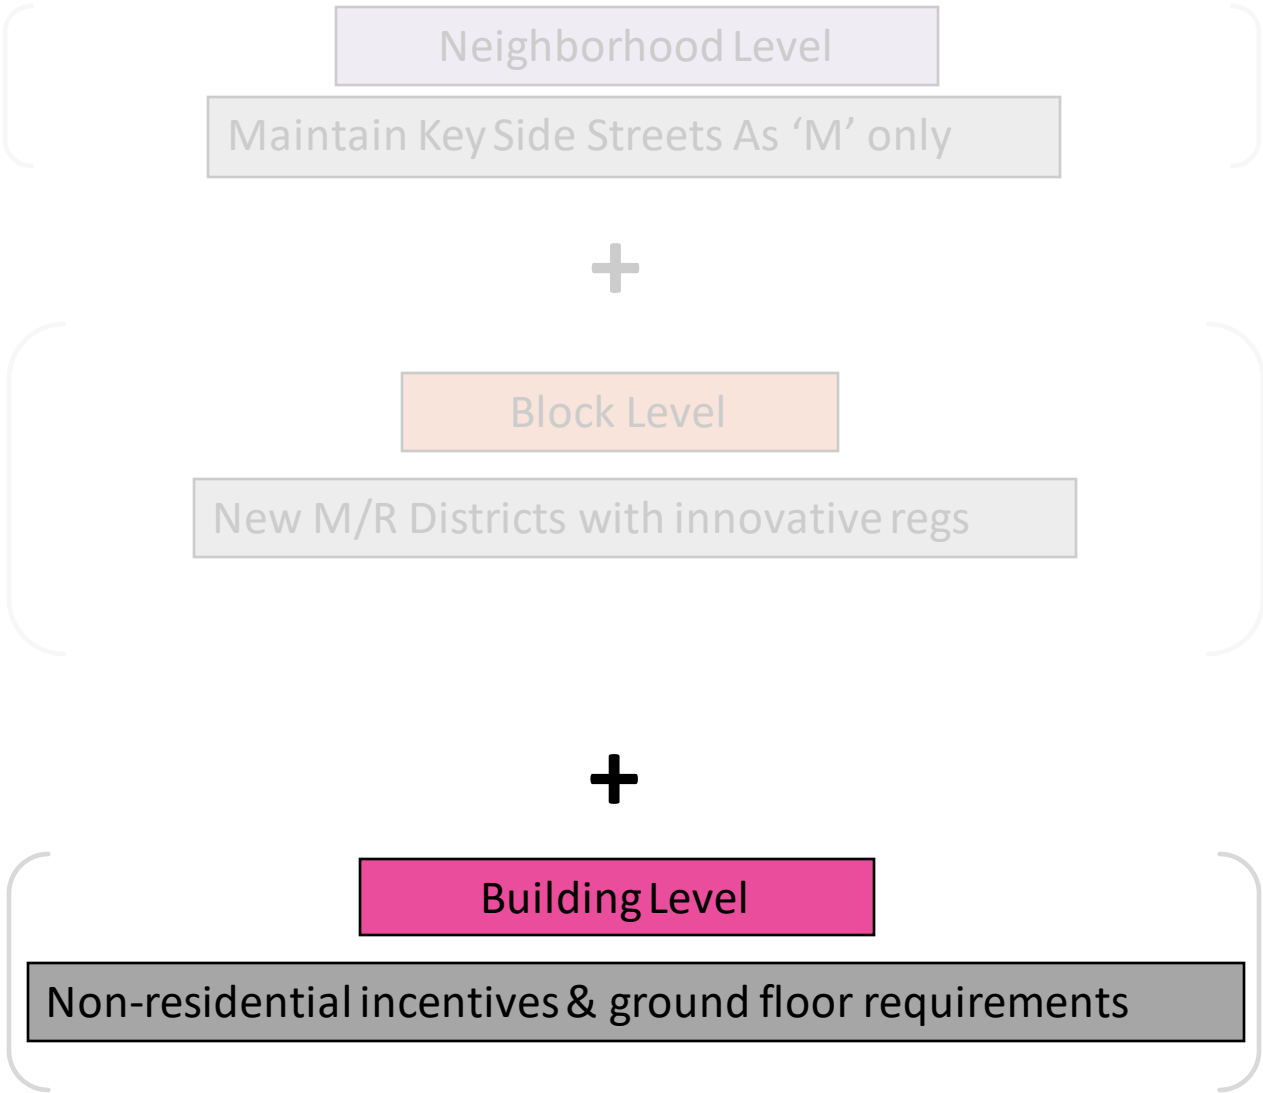 Neighborhood Level
Maintain Key Side Streets As ‘M’ only
+
Block Level
New M/R Districts with innovative regs
+
Building Level
Non-residential incentives & ground floor requirements